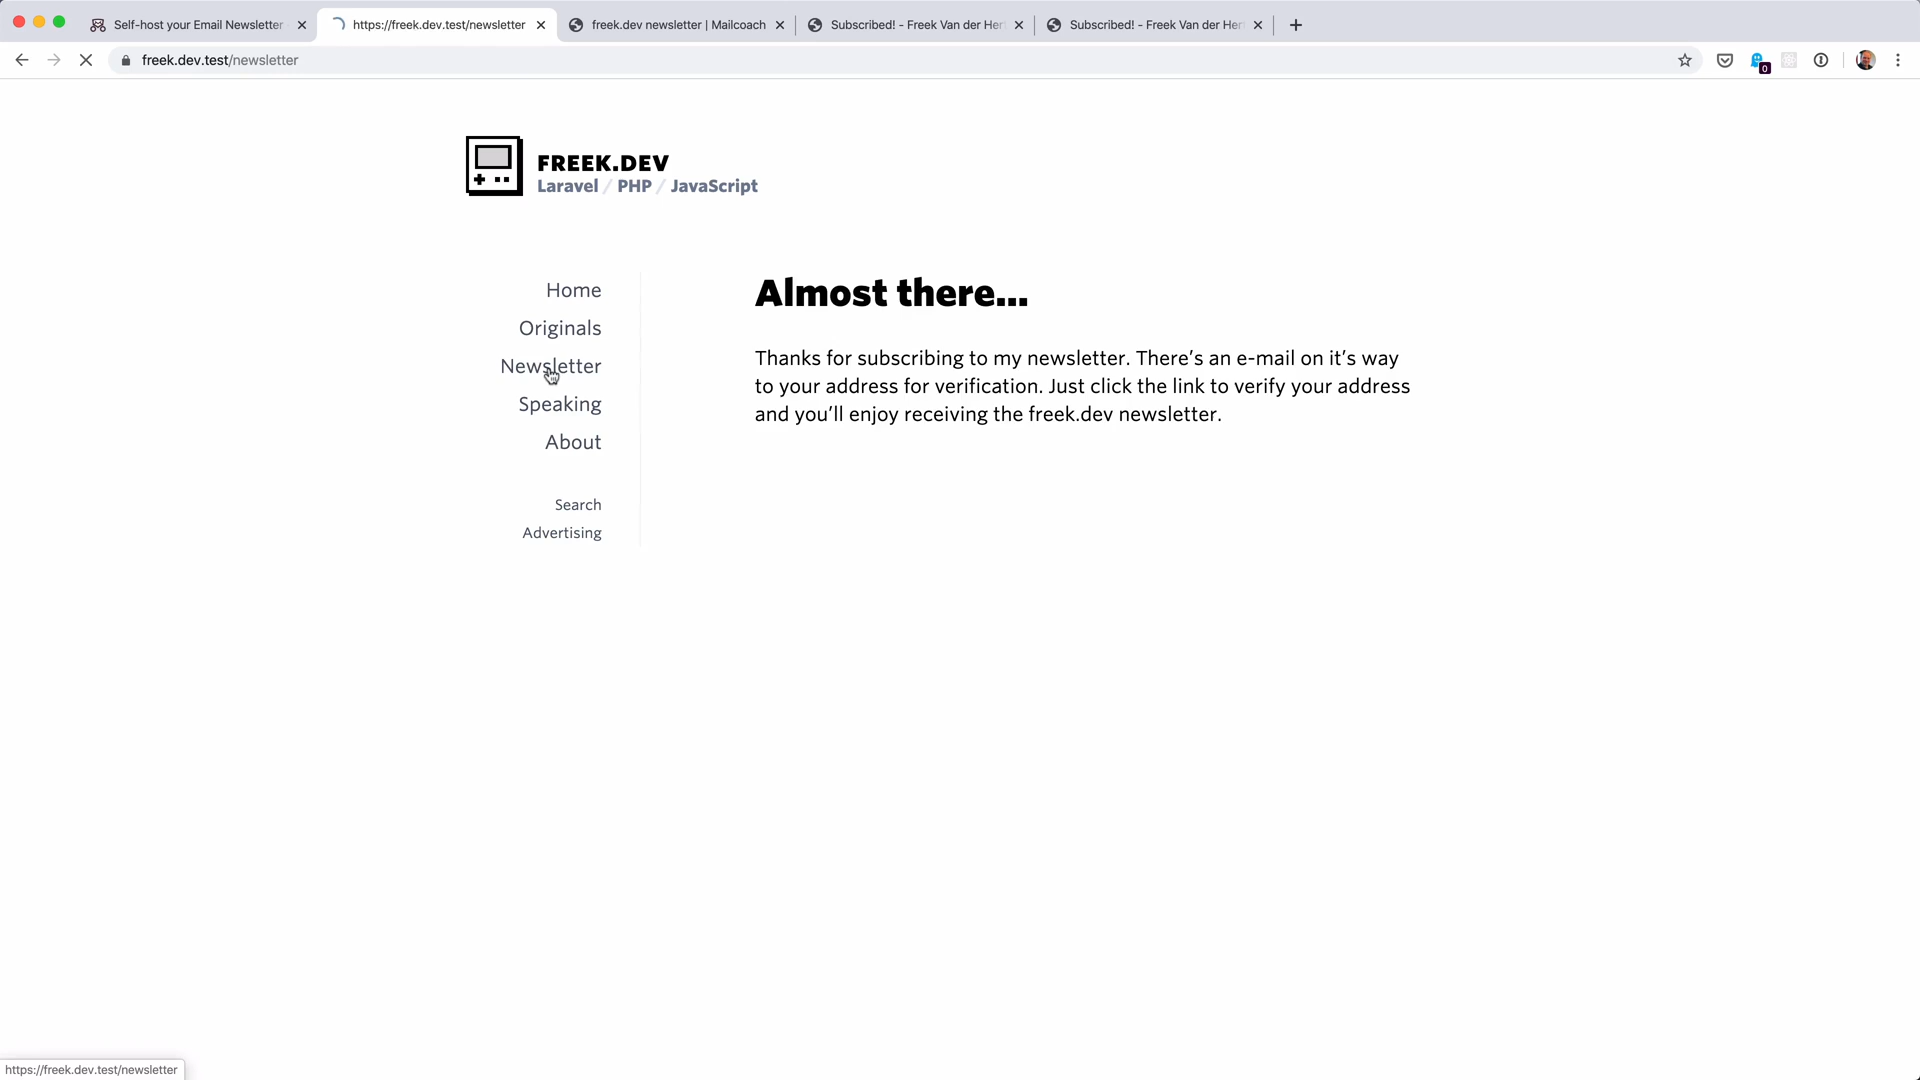 Self-host your Email Newsletter
https://freek.dev.test/newsletter
freek.dev newsletter | Mailcoach
Subscribed! - Freek Van der Her
Subscribed! - Freek Van der Her
freek.dev.test/newsletter
0
FREEK.DEV
Laravel / PHP / JavaScript
Home
Originals
Newsletter
Speaking
About
Search
Advertising
Almost there...
Thanks for subscribing to my newsletter. There’s an e-mail on it’s way
to your address for verification. Just click the link to verify your address
and you’ll enjoy receiving the freek.dev newsletter.
https://freek.dev.test/newsletter